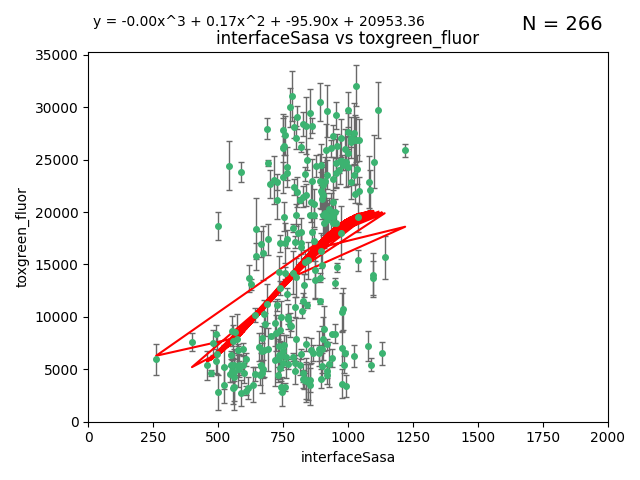 y = -0.00x^3 + 0.17x^2 + -95.90x + 20953.36
N = 266
interfaceSasa vs toxgreen_fluor
35000
30000
25000
20000
15000
10000
5000
0
toxgreen_fluor
0 250 500 750 1000 1250 1500 1750 2000
interfaceSasa